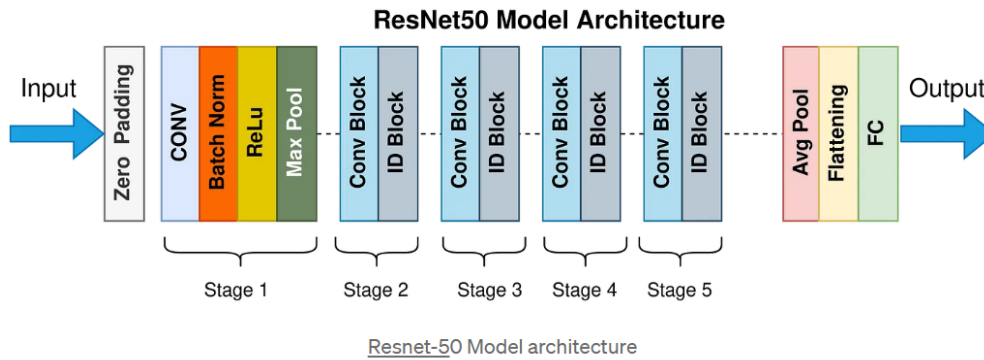 ResNet50 Model Architecture
Input
Zero Padding
CONV
Batch Norm
ReLu
Max Pool
Conv Block
ID Block
Conv Block
ID Block
Conv Block
ID Block
Conv Block
ID Block
Avg Pool
Flattening
FC
Output
Stage 1
Stage 2
Stage 3
Stage 4
Stage 5
Resnet-50 Model architecture